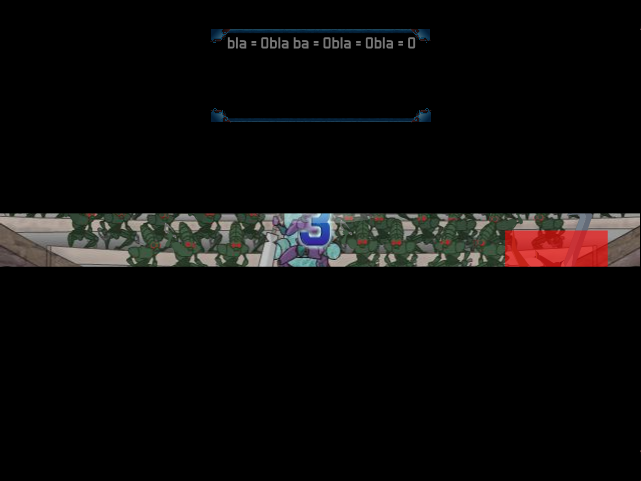 bla = 0bla ba = 0bla = 0bla = 0
3